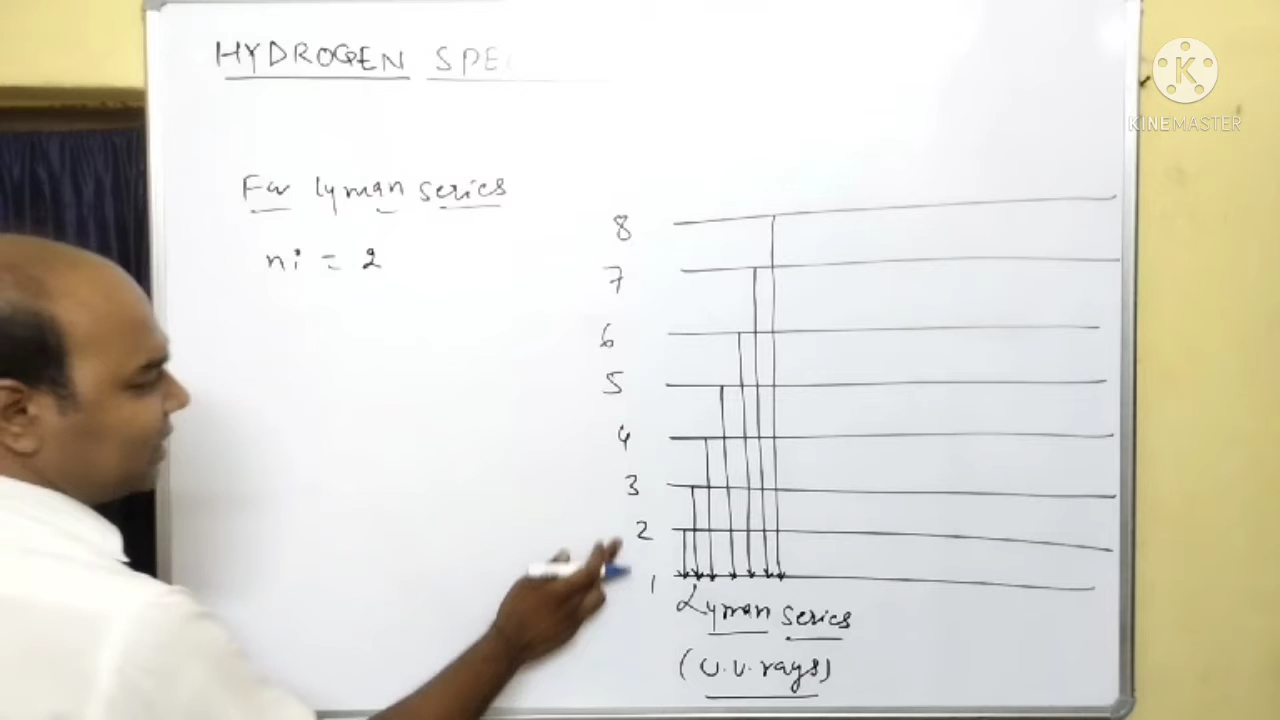 HYDROGEN SPE
K
KINEMASTER
For lyman series
ni = 2
8
7
6
5
4
3
2
1
Lyman series
(U.V. rays)